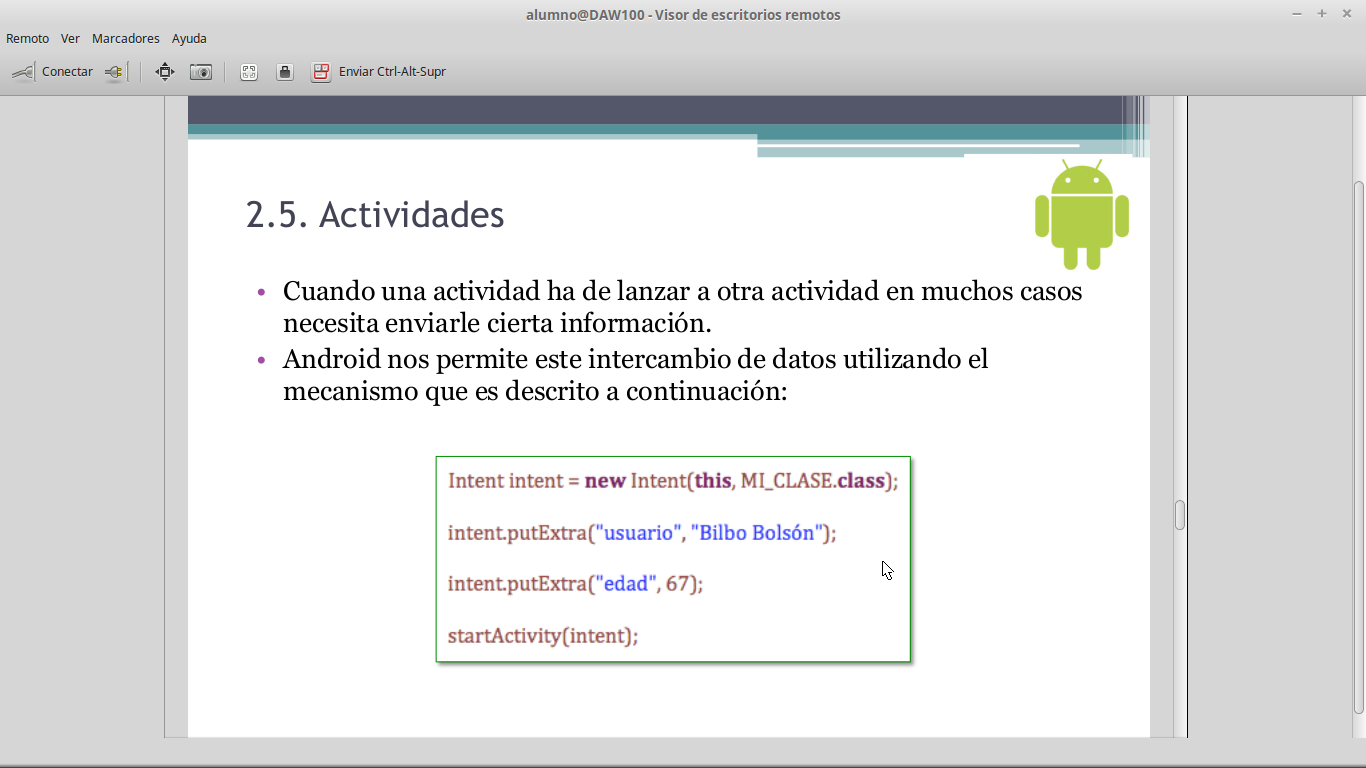 alumno@DAW100 - Visor de escritorios remotos
Remoto Ver Marcadores Ayuda
Conectar Enviar Ctrl-Alt-Supr
2.5. Actividades
• Cuando una actividad ha de lanzar a otra actividad en muchos casos
necesita enviarle cierta información.
• Android nos permite este intercambio de datos utilizando el
mecanismo que es descrito a continuación:
Intent intent = new Intent(this, MI_CLASE.class);
intent.putExtra("usuario", "Bilbo Bolsón");
intent.putExtra("edad", 67);
startActivity(intent);